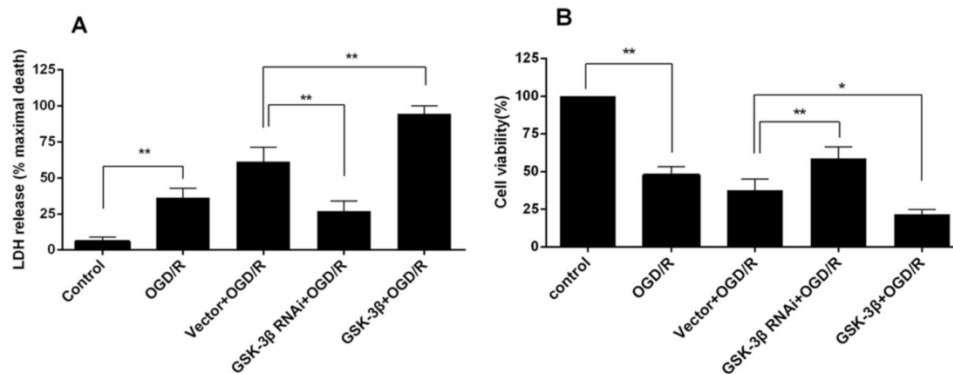 A
LDH release (% maximal death)
125
100
75
50
25
0
**
**
**
Control
OGD/R
Vector+OGD/R
GSK-3β RNAi+OGD/R
GSK-3β+OGD/R
B
Cell viability(%)
125
100
75
50
25
0
**
*
**
control
OGD/R
Vector+OGD/R
GSK-3β RNAi+OGD/R
GSK-3β+OGD/R